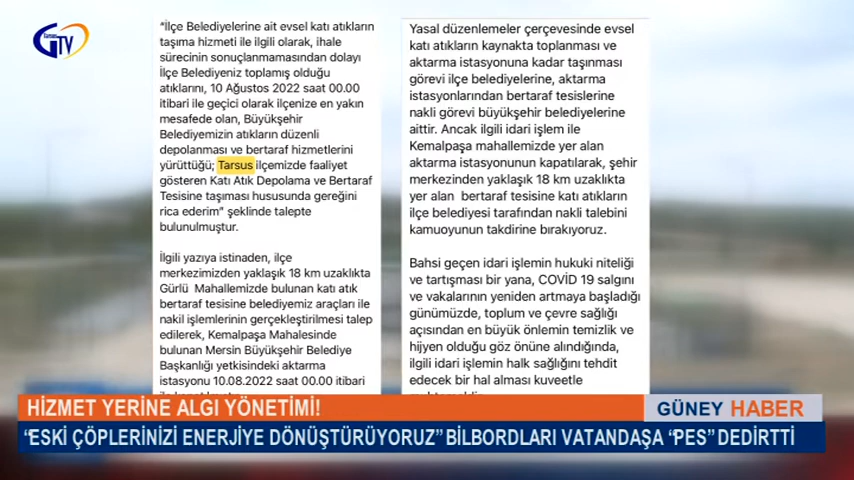 Tarsus
GTV
“İlçe Belediyelerine ait evsel katı atıkların
taşıma hizmeti ile ilgili olarak, ihale
sürecinin sonuçlanmamasından dolayı
İlçe Belediyeniz toplamış olduğu
atıklarını, 10 Ağustos 2022 saat 00.00
itibari ile geçici olarak ilçenize en yakın
mesafede olan, Büyükşehir
Belediyemizin atıkların düzenli
depolanması ve bertaraf hizmetlerini
yürüttüğü; Tarsus ilçemizde faaliyet
gösteren Katı Atık Depolama ve Bertaraf
Tesisine taşıması hususunda gereğini
rica ederim” şeklinde talepte
bulunulmuştur.
İlgili yazıya istinaden, ilçe
merkezimizden yaklaşık 18 km uzaklıkta
Gürlü Mahallemizde bulunan katı atık
bertaraf tesisine belediyemiz araçları ile
nakil işlemlerinin gerçekleştirilmesi talep
edilerek, Kemalpaşa Mahalesinde
bulunan Mersin Büyükşehir Belediye
Başkanlığı yetkisindeki aktarma
istasyonu 10.08.2022 saat 00.00 itibari
Yasal düzenlemeler çerçevesinde evsel
katı atıkların kaynakta toplanması ve
aktarma istasyonuna kadar taşınması
görevi ilçe belediyelerine, aktarma
istasyonlarından bertaraf tesislerine
nakli görevi büyükşehir belediyelerine
aittir. Ancak ilgili idari işlem ile
Kemalpaşa mahallemizde yer alan
aktarma istasyonunun kapatılarak, şehir
merkezinden yaklaşık 18 km uzaklıkta
yer alan bertaraf tesisine katı atıkların
ilçe belediyesi tarafından nakli talebini
kamuoyunun takdirine bırakıyoruz.
Bahsi geçen idari işlemin hukuki niteliği
ve tartışması bir yana, COVİD 19 salgını
ve vakalarının yeniden artmaya başladığı
günümüzde, toplum ve çevre sağlığı
açısından en büyük önlemin temizlik ve
hijyen olduğu göz önüne alındığında,
ilgili idari işlemin halk sağlığını tehdit
edecek bir hal alması kuveetle
HİZMET YERİNE ALGI YÖNETİMİ!
GÜNEY HABER
“ESKİ ÇÖPLERİNİZİ ENERJİYE DÖNÜŞTÜRÜYORUZ” BİLBORDLARI VATANDAŞA “PES” DEDİRTTİ